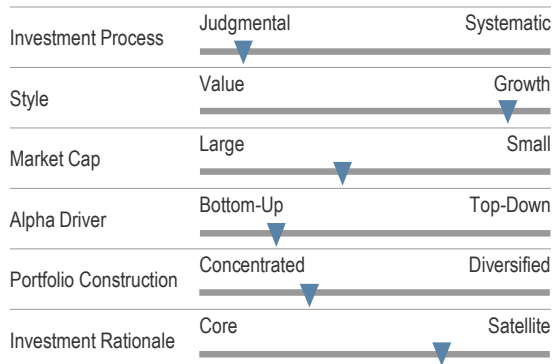 Investment Process
Judgmental Systematic
Style
Value Growth
Market Cap
Large Small
Alpha Driver
Bottom-Up Top-Down
Portfolio Construction
Concentrated Diversified
Investment Rationale
Core Satellite